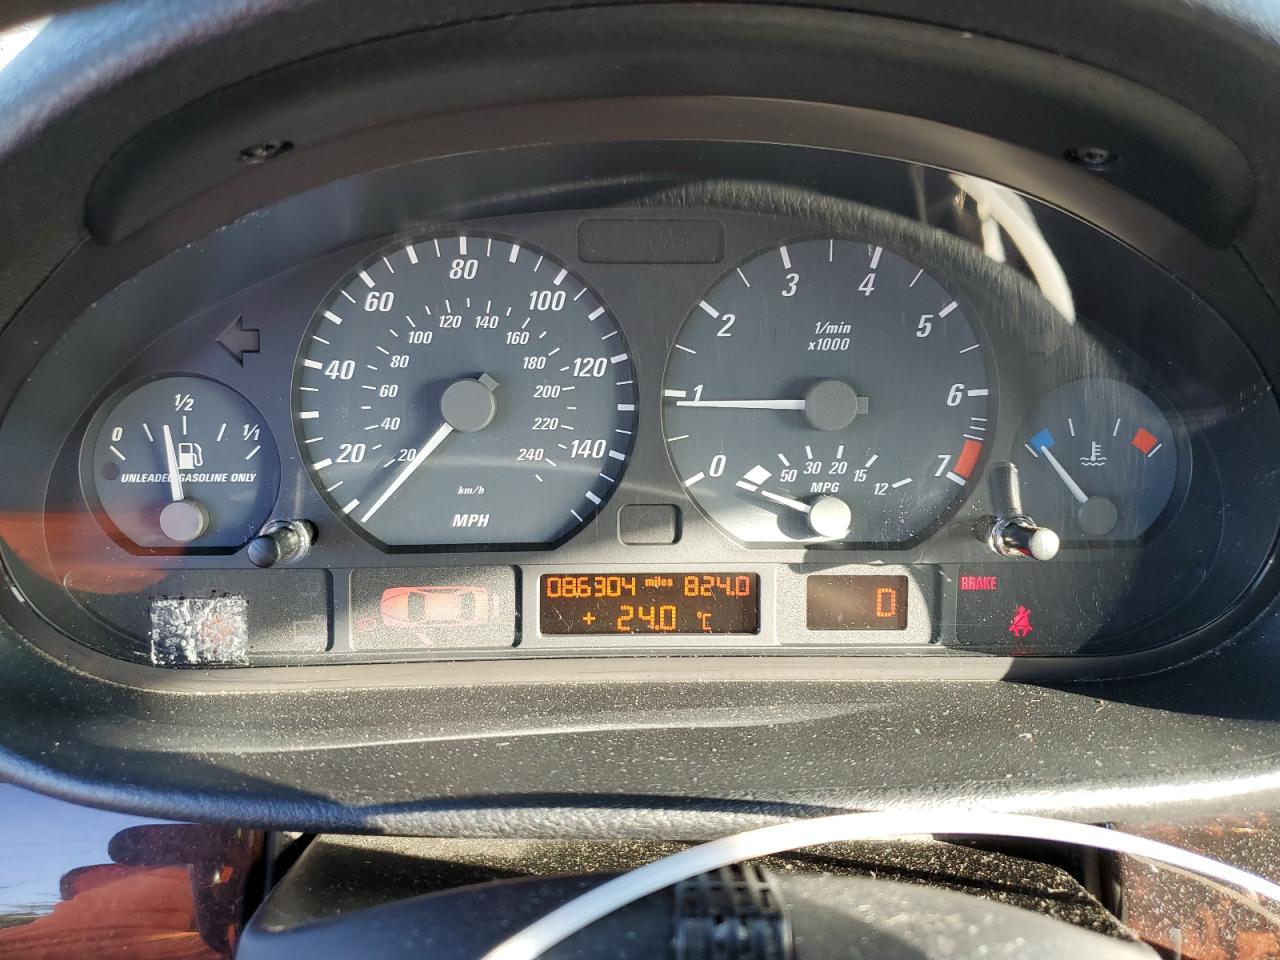 0 1/2 1/1
UNLEADED GASOLINE ONLY
20 40 60 80 100 120 140
20 40 60 80 100 120 140 160 180 200 220 240
km/h
MPH
0 1 2 3 4 5 6 7
1/min
x1000
50 30 20 15 12
MPG
086304 miles 824.0
+ 24.0 °C
D
BRAKE